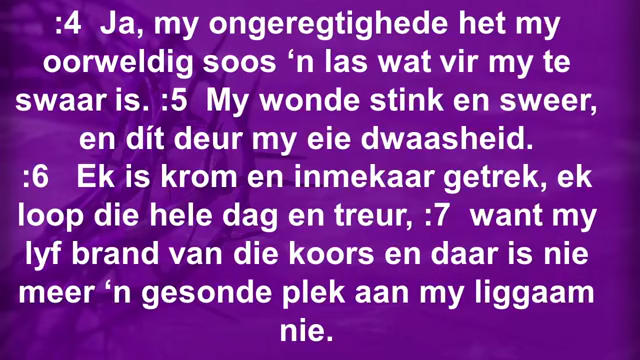 :4  Ja, my ongeregtighede het my
oorweldig soos ‘n las wat vir my te
swaar is. :5  My wonde stink en sweer,
en dít deur my eie dwaasheid.
:6   Ek is krom en inmekaar getrek, ek
loop die hele dag en treur, :7  want my
lyf brand van die koors en daar is nie
meer ‘n gesonde plek aan my liggaam
nie.